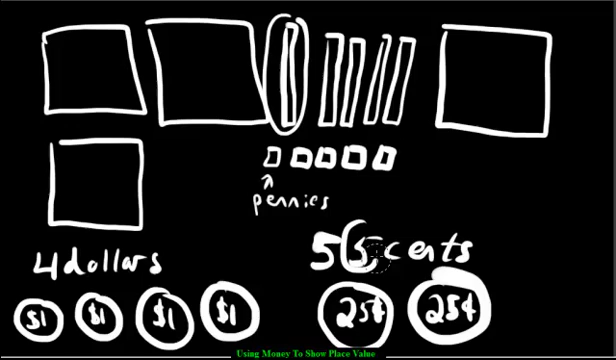 pennies
4 dollars 55 cents
$1 $1 $1 $1 25¢ 25¢
Using Money To Show Place Value